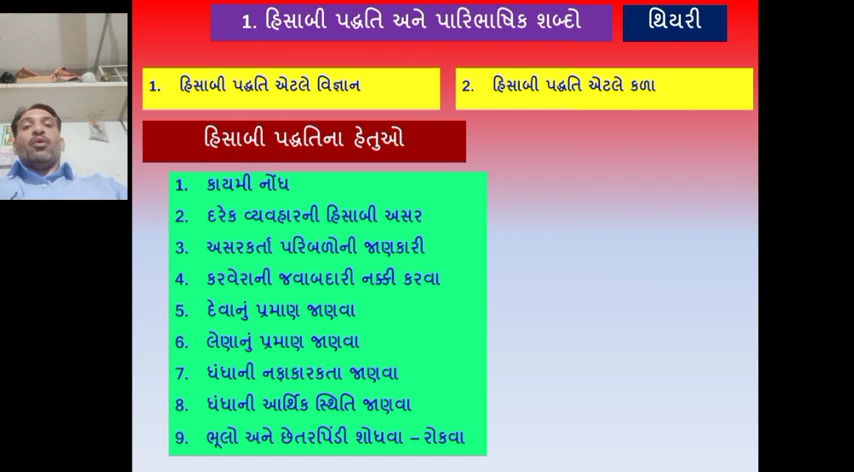 1. હિસાબી પદ્ધતિ અને પારિભાષિક શબ્દો
થિયરી
1. હિસાબી પદ્ધતિ એટલે વિજ્ઞાન
2. હિસાબી પદ્ધતિ એટલે કળા
હિસાબી પદ્ધતિના હેતુઓ
1. કાયમી નોંધ
2. દરેક વ્યવહારની હિસાબી અસર
3. અસરકર્તા પરિબળોની જાણકારી
4. કરવેરાની જવાબદારી નક્કી કરવા
5. દેવાનું પ્રમાણ જાણવા
6. લેણાનું પ્રમાણ જાણવા
7. ધંધાની નફાકારકતા જાણવા
8. ધંધાની આર્થિક સ્થિતિ જાણવા
9. ભૂલો અને છેતરપિંડી શોધવા – રોકવા